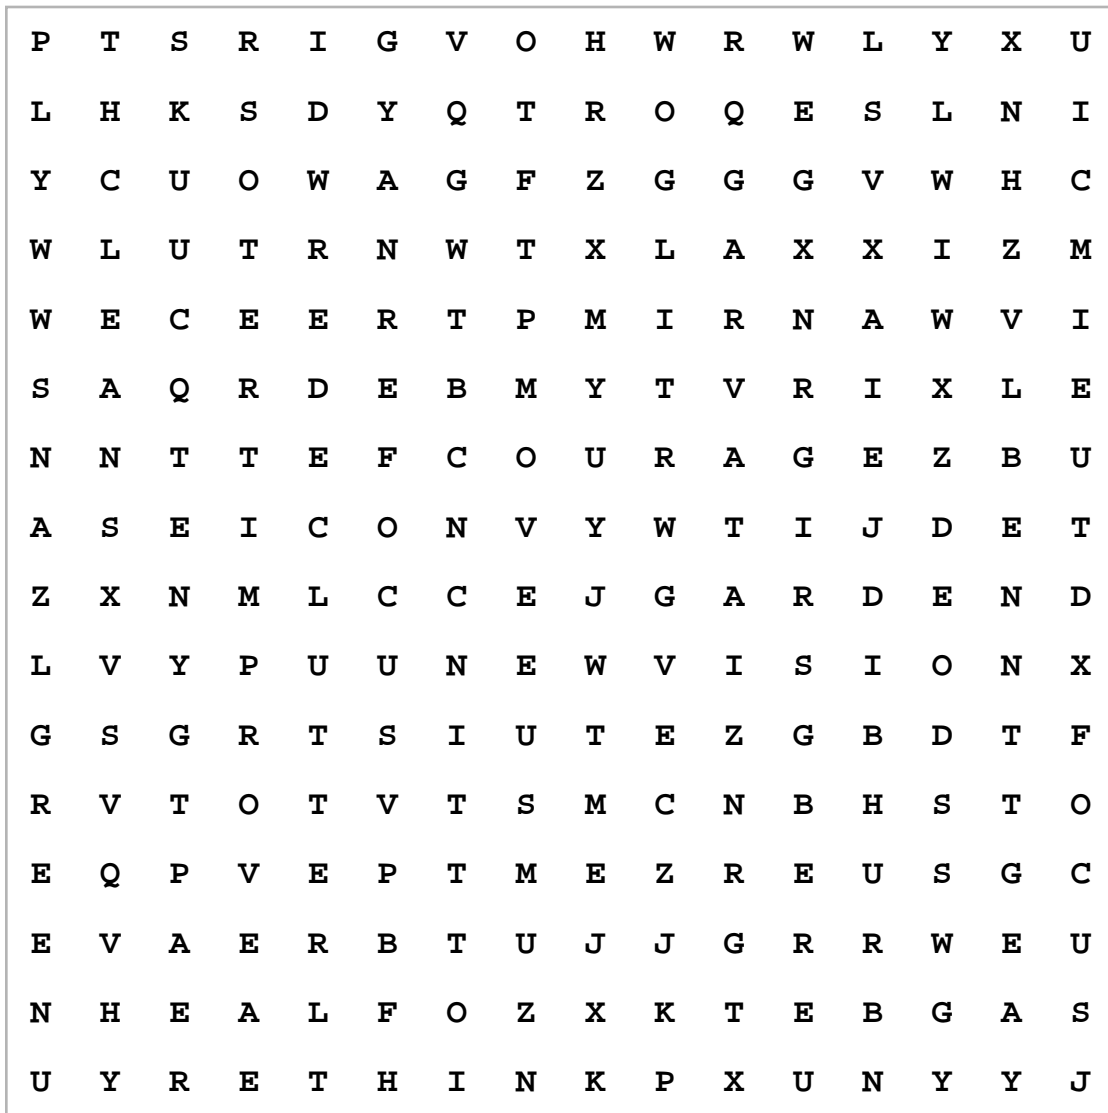 P T S R I G V O H W R W L Y X U
L H K S D Y Q T R O Q E S L N I
Y C U O W A G F Z G G G V W H C
W L U T R N W T X L A X X I Z M
W E C E E R T P M I R N A W V I
S A Q R D E B M Y T V R I X L E
N N T T E F C O U R A G E Z B U
A S E I C O N V Y W T I J D E T
Z X N M L C C E J G A R D E N D
L V Y P U U N E W V I S I O N X
G S G R T S I U T E Z G B D T F
R V T O T V T S M C N B H S T O
E Q P V E P T M E Z R E U S G C
E V A E R B T U J J G R R W E U
N H E A L F O Z X K T E B G A S
U Y R E T H I N K P X U N Y Y J